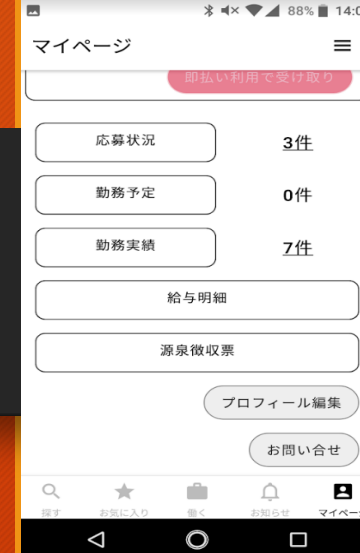 88% 14:0
マイページ
即払い利用で受け取り
応募状況 3件
勤務予定 0件
勤務実績 7件
給与明細
源泉徴収票
プロフィール編集
お問い合せ
探す お気に入り 働く お知らせ マイペー